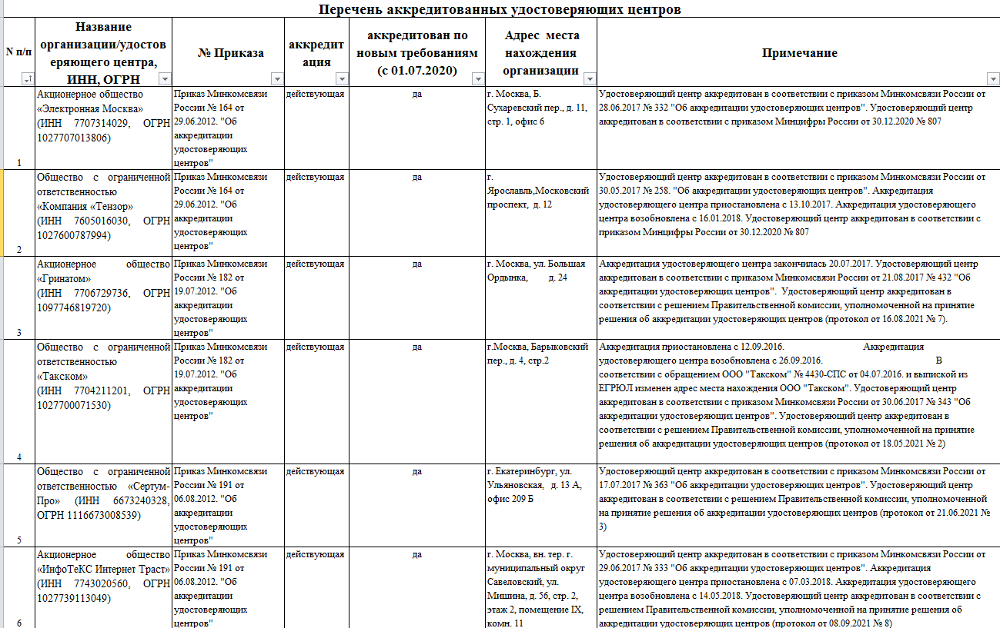 Перечень аккредитованных удостоверяющих центров
N п/п
Название
организации/удостов
еряющего центра,
ИНН, ОГРН
№ Приказа
аккредит
ация
аккредитован по
новым требованиям
(с 01.07.2020)
Адрес места
нахождения
организации
Примечание
1
Акционерное общество
«Электронная Москва»
(ИНН 7707314029, ОГРН
1027707013806)
Приказ Минкомсвязи
России № 164 от
29.06.2012. "Об
аккредитации
удостоверяющих
центров"
действующая
да
г. Москва, Б.
Сухаревский пер., д. 11,
стр. 1, офис 6
Удостоверяющий центр аккредитован в соответствии с приказом Минкомсвязи России от
28.06.2017 № 332 "Об аккредитации удостоверяющих центров". Удостоверяющий центр
аккредитован в соответствии с приказом Минцифры России от 30.12.2020 № 807
2
Общество с ограниченной
ответственностью
«Компания «Тензор»
(ИНН 7605016030, ОГРН
1027600787994)
Приказ Минкомсвязи
России № 164 от
29.06.2012. "Об
аккредитации
удостоверяющих
центров"
действующая
да
г.
Ярославль,Московский
проспект, д. 12
Удостоверяющий центр аккредитован в соответствии с приказом Минкомсвязи России от
30.05.2017 № 258. "Об аккредитации удостоверяющих центров". Аккредитация
удостоверяющего центра приостановлена с 13.10.2017. Аккредитация удостоверяющего
центра возобновлена с 16.01.2018. Удостоверяющий центр аккредитован в соответствии с
приказом Минцифры России от 30.12.2020 № 807
3
Акционерное общество
«Гринатом»
(ИНН 7706729736, ОГРН
1097746819720)
Приказ Минкомсвязи
России № 182 от
19.07.2012. "Об
аккредитации
удостоверяющих
центров"
действующая
да
г. Москва, ул. Большая
Ордынка, д. 24
Аккредитация удостоверяющего центра закончилась 20.07.2017. Удостоверяющий центр
аккредитован в соответствии с приказом Минкомсвязи России от 21.08.2017 № 432 "Об
аккредитации удостоверяющих центров". Удостоверяющий центр аккредитован в
соответствии с решением Правительственной комиссии, уполномоченной на принятие
решения об аккредитации удостоверяющих центров (протокол от 16.08.2021 № 7).
4
Общество с ограниченной
ответственностью
«Такском»
(ИНН 7704211201, ОГРН
1027700071530)
Приказ Минкомсвязи
России № 182 от
19.07.2012. "Об
аккредитации
удостоверяющих
центров"
действующая
да
г.Москва, Барыковский
пер., д. 4, стр.2
Аккредитация приостановлена с 12.09.2016. Аккредитация
удостоверяющего центра возобновлена с 26.09.2016. В
соответствии с обращением ООО "Такском" № 4430-СПС от 04.07.2016. и выпиской из
ЕГРЮЛ изменен адрес места нахождения ООО "Такском". Удостоверяющий центр
аккредитован в соответствии с приказом Минкомсвязи России от 30.06.2017 № 343 "Об
аккредитации удостоверяющих центров". Удостоверяющий центр аккредитован в
соответствии с решением Правительственной комиссии, уполномоченной на принятие
решения об аккредитации удостоверяющих центров (протокол от 18.05.2021 № 2)
5
Общество с ограниченной
ответственностью «Сертум-
Про» (ИНН 6673240328,
ОГРН 1116673008539)
Приказ Минкомсвязи
России № 191 от
06.08.2012. "Об
аккредитации
удостоверяющих
центров"
действующая
да
г. Екатеринбург, ул.
Ульяновская, д. 13 А,
офис 209 Б
Удостоверяющий центр аккредитован в соответствии с приказом Минкомсвязи России от
17.07.2017 № 363 "Об аккредитации удостоверяющих центров". Удостоверяющий центр
аккредитован в соответствии с решением Правительственной комиссии, уполномоченной
на принятие решения об аккредитации удостоверяющих центров (протокол от 21.06.2021 №
3)
6
Акционерное общество
«ИнфоТеКС Интернет Траст»
(ИНН 7743020560, ОГРН
1027739113049)
Приказ Минкомсвязи
России № 191 от
06.08.2012. "Об
аккредитации
удостоверяющих
центров"
действующая
да
г. Москва, вн. тер. г.
муниципальный округ
Савеловский, ул.
Мишина, д. 56, стр. 2,
этаж 2, помещение IX,
комн. 11
Удостоверяющий центр аккредитован в соответствии с приказом Минкомсвязи России от
29.06.2017 № 333 "Об аккредитации удостоверяющих центров". Аккредитация
удостоверяющего центра приостановлена с 07.03.2018. Аккредитация удостоверяющего
центра возобновлена с 14.05.2018. Удостоверяющий центр аккредитован в соответствии с
решением Правительственной комиссии, уполномоченной на принятие решения об
аккредитации удостоверяющих центров (протокол от 08.09.2021 № 8)